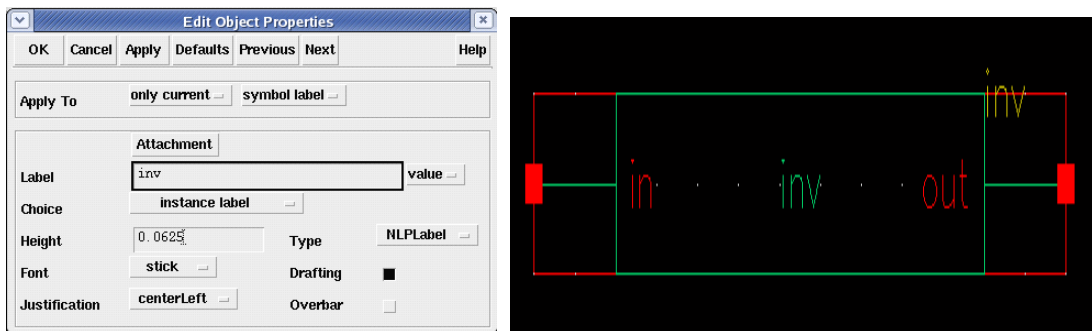 Edit Object Properties
OK Cancel Apply Defaults Previous Next Help
Apply To only current symbol label
Attachment
Label inv value
Choice instance label
Height 0.0625 Type NLPLabel
Font stick Drafting
Justification centerLeft Overbar
inv
in inv out